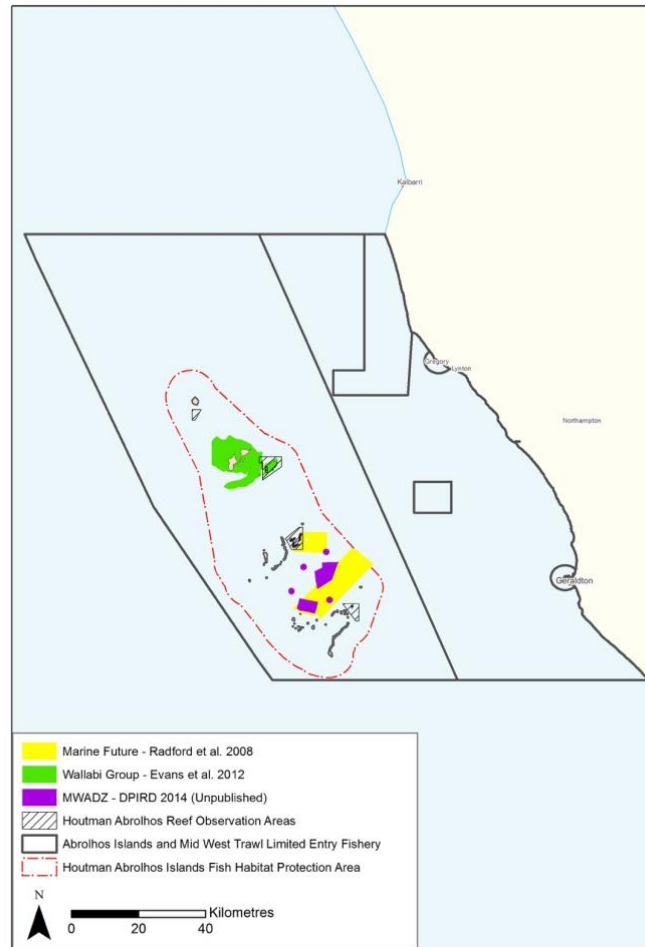 Kalbarri
Gregory
Lynton
Northampton
Geraldton
Marine Future - Radford et al. 2008
Wallabi Group - Evans et al. 2012
MWADZ - DPIRD 2014 (Unpublished)
Houtman Abrolhos Reef Observation Areas
Abrolhos Islands and Mid West Trawl Limited Entry Fishery
Houtman Abrolhos Islands Fish Habitat Protection Area
N
Kilometres
0 20 40